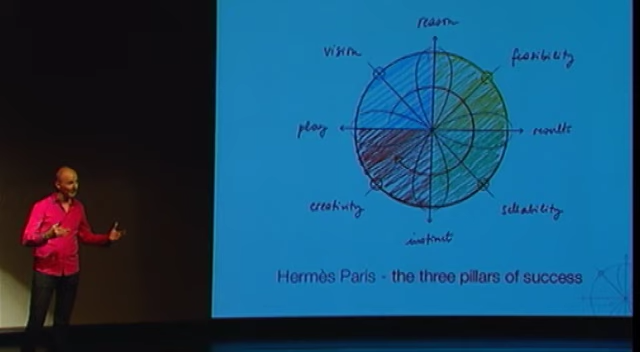 reason
vision
feasibility
play
results
creativity
sellability
instinct
Hermès Paris - the three pillars of success